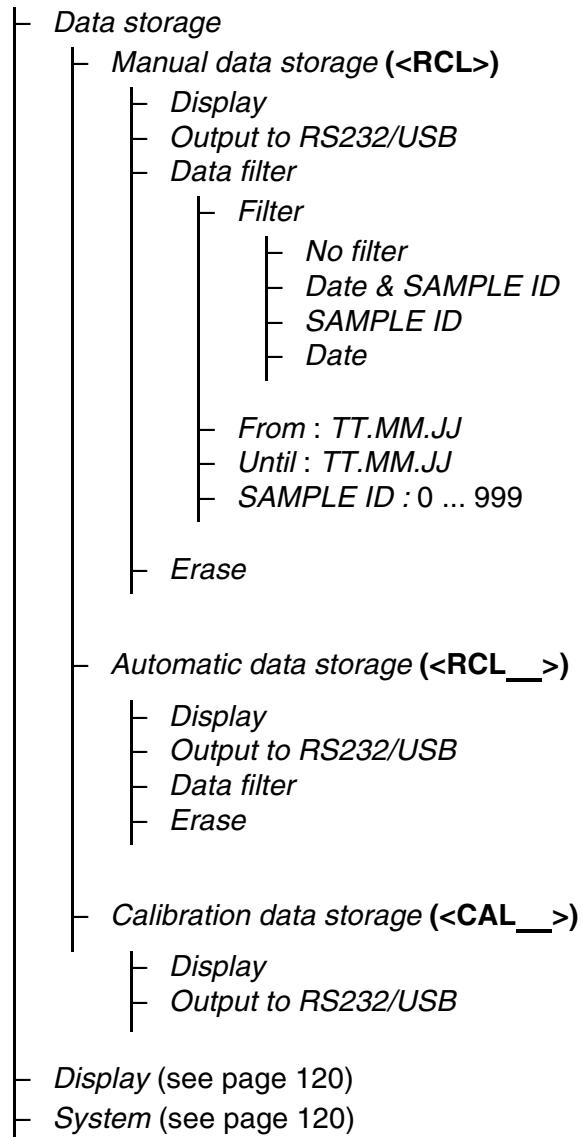 – Data storage
– Manual data storage (<RCL>)
– Display
– Output to RS232/USB
– Data filter
– Filter
– No filter
– Date & SAMPLE ID
– SAMPLE ID
– Date
– From : TT.MM.JJ
– Until : TT.MM.JJ
– SAMPLE ID : 0 ... 999
– Erase
– Automatic data storage (<RCL__>)
– Display
– Output to RS232/USB
– Data filter
– Erase
– Calibration data storage (<CAL__>)
– Display
– Output to RS232/USB
– Display (see page 120)
– System (see page 120)